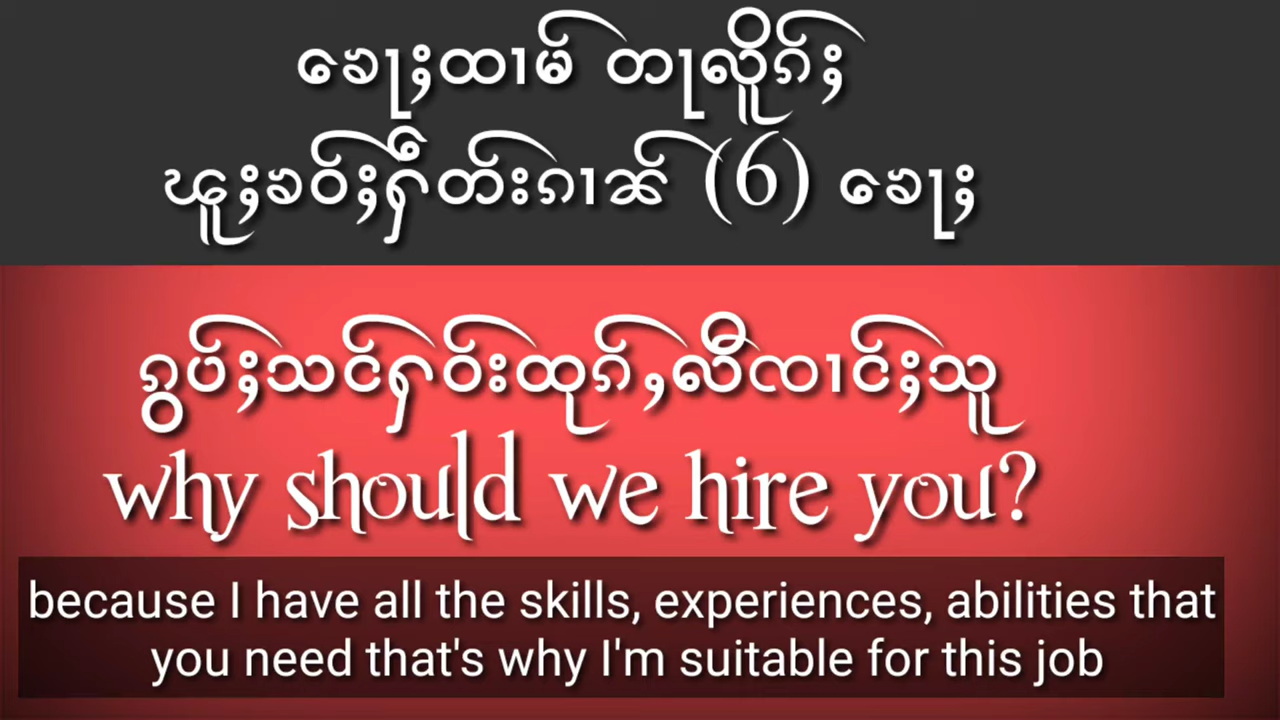 ၶေႃႈထၢမ် တႃႇလိူၵ်ႈ
ၽူႈၶဝ်ႈႁဵတ်းၵၢၼ် (6) ၶေႃႈ
ၵွပ်ႈသင်ႁဝ်းထုၵ်ႇလီၸၢင်ႈသူ
why should we hire you?
because I have all the skills, experiences, abilities that
you need that's why I'm suitable for this job